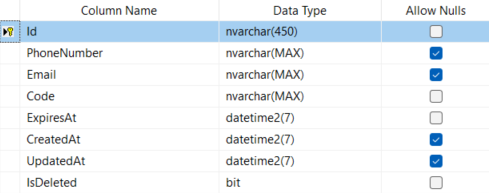 Column Name Data Type Allow Nulls
Id nvarchar(450)
PhoneNumber nvarchar(MAX)
Email nvarchar(MAX)
Code nvarchar(MAX)
ExpiresAt datetime2(7)
CreatedAt datetime2(7)
UpdatedAt datetime2(7)
IsDeleted bit